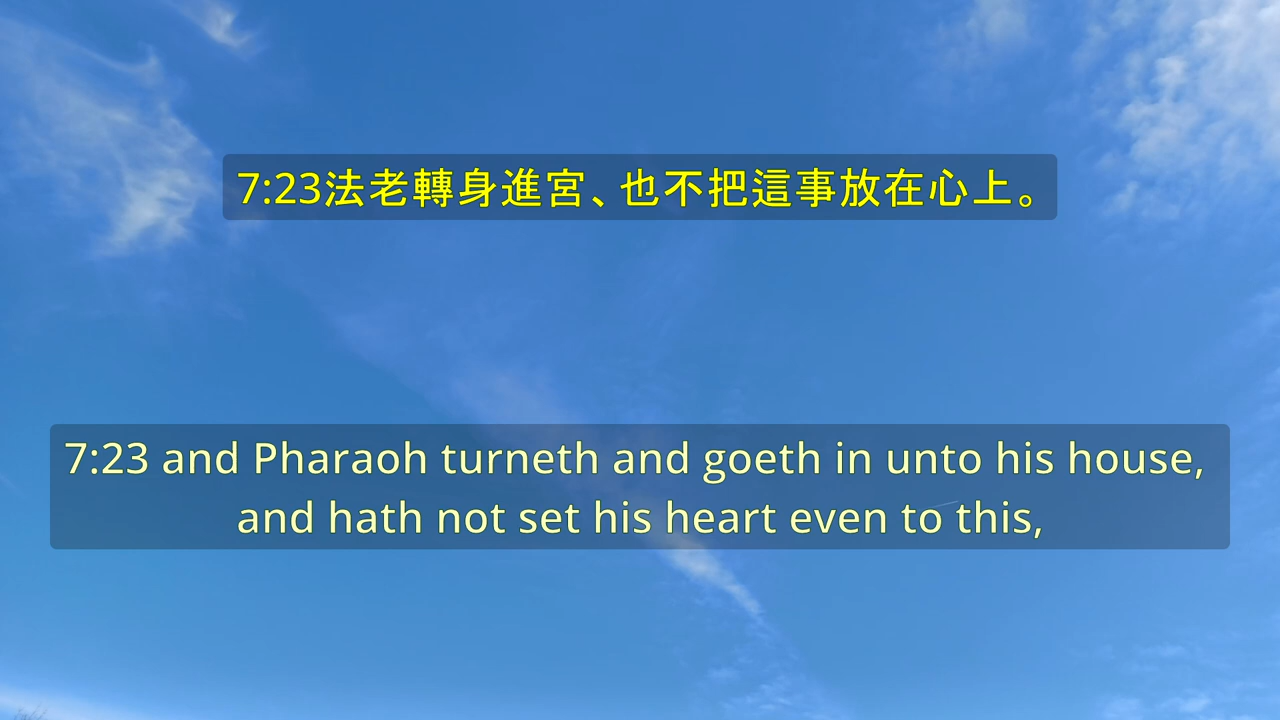 7:23法老轉身進宮、也不把這事放在心上。
7:23 and Pharaoh turneth and goeth in unto his house,
and hath not set his heart even to this,